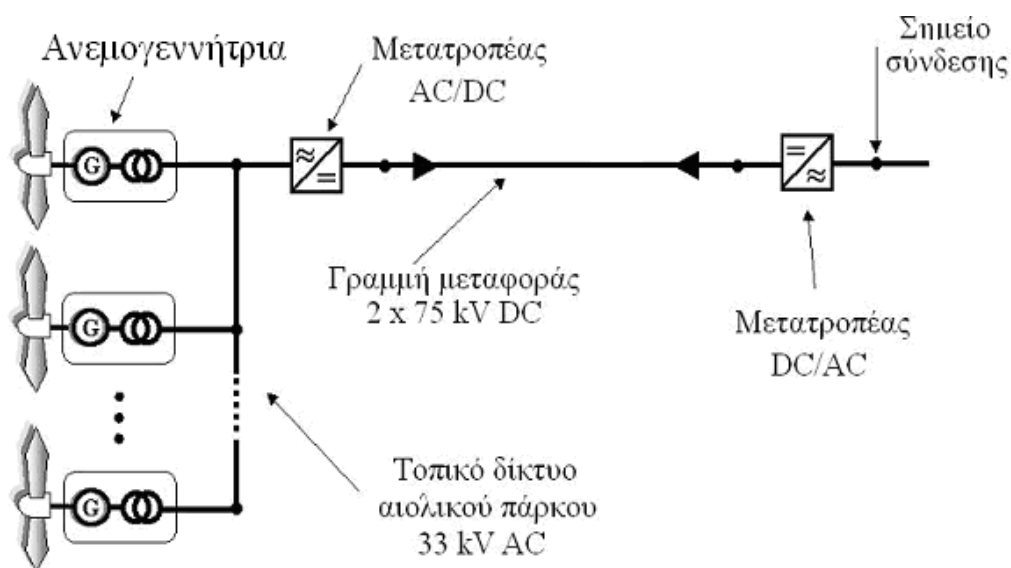 Ανεμογεννήτρια
Μετατροπέας
AC/DC
Σημείο
σύνδεσης
G
Γραμμή μεταφοράς
2 x 75 kV DC
Μετατροπέας
DC/AC
G
Τοπικό δίκτυο
αιολικού πάρκου
33 kV AC
G